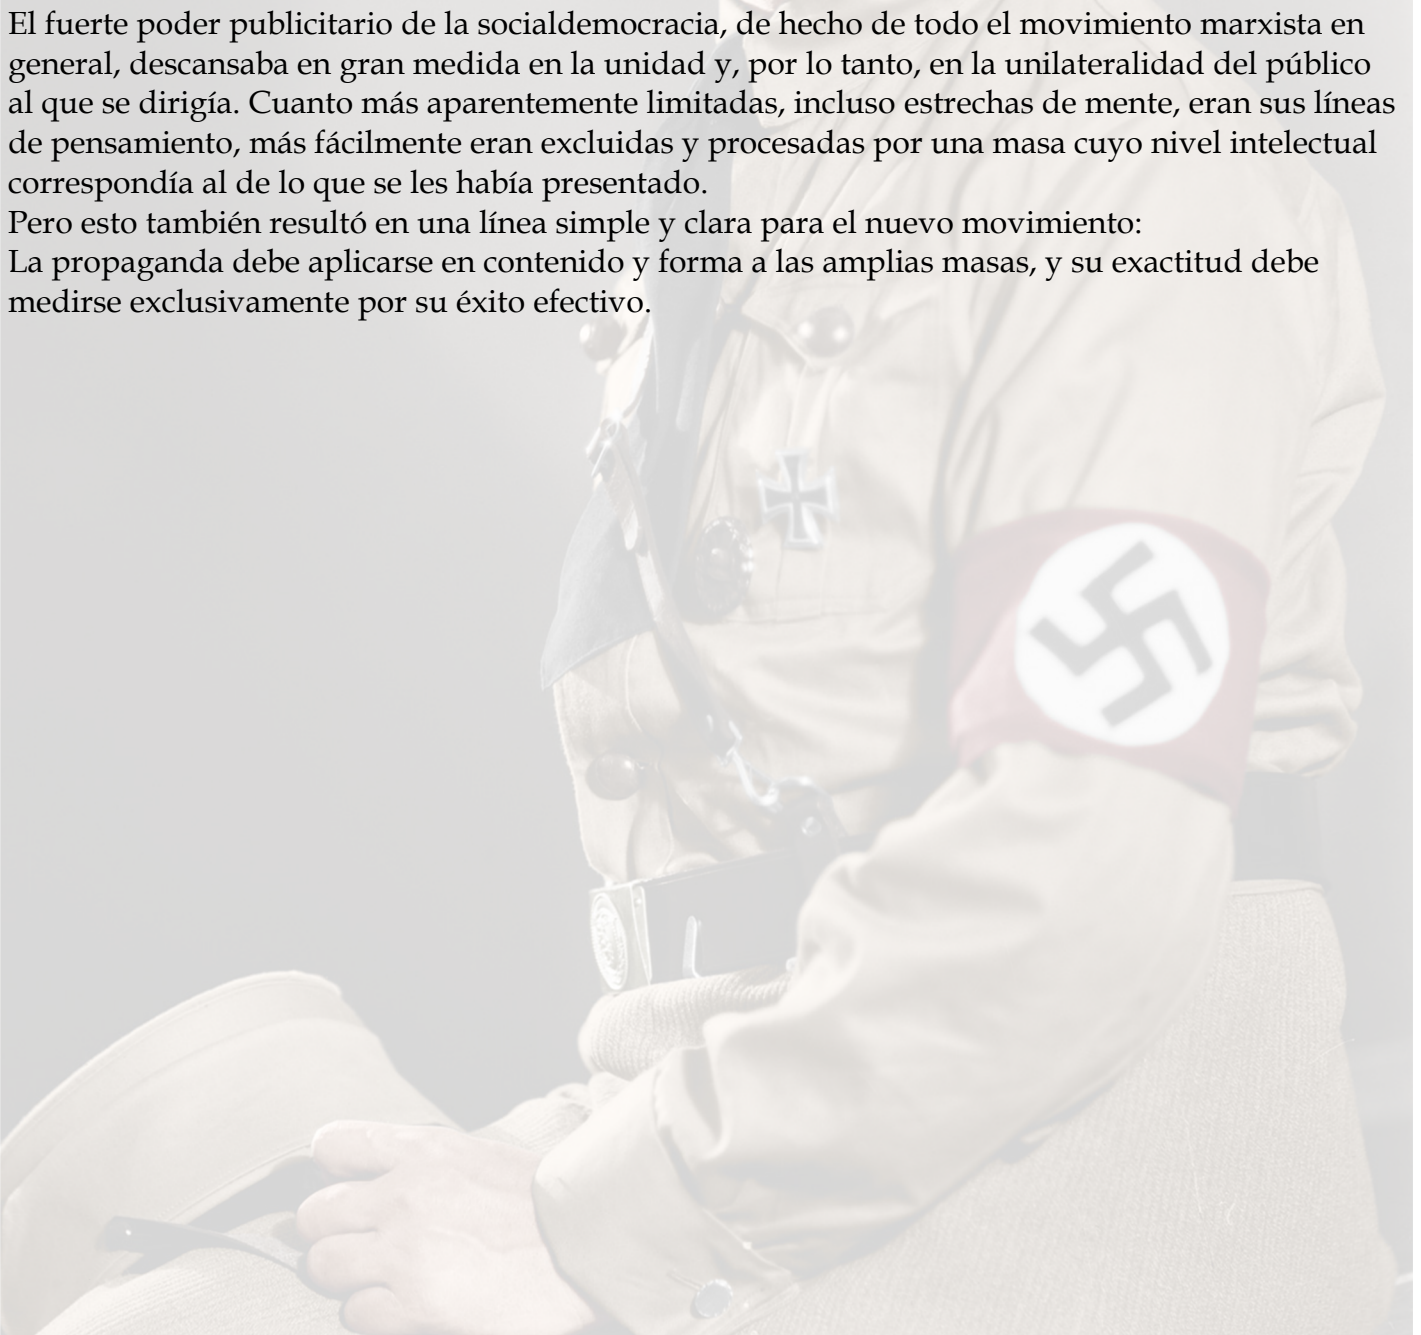 El fuerte poder publicitario de la socialdemocracia, de hecho de todo el movimiento marxista en
general, descansaba en gran medida en la unidad y, por lo tanto, en la unilateralidad del público
al que se dirigía. Cuanto más aparentemente limitadas, incluso estrechas de mente, eran sus líneas
de pensamiento, más fácilmente eran excluidas y procesadas por una masa cuyo nivel intelectual
correspondía al de lo que se les había presentado.
Pero esto también resultó en una línea simple y clara para el nuevo movimiento:
La propaganda debe aplicarse en contenido y forma a las amplias masas, y su exactitud debe
medirse exclusivamente por su éxito efectivo.